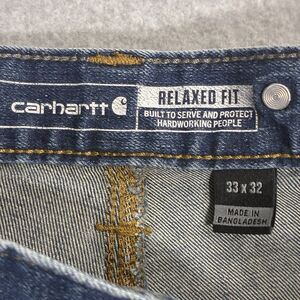 carhartt
RELAXED FIT
BUILT TO SERVE AND PROTECT
HARDWORKING PEOPLE
33 x 32
MADE IN
BANGLADESH